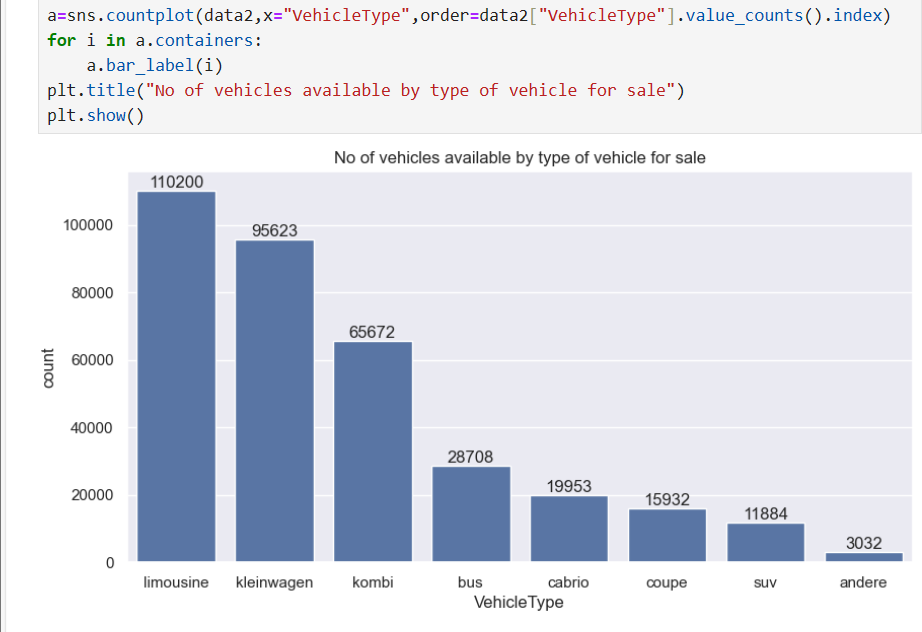 a=sns.countplot(data2,x="VehicleType",order=data2["VehicleType"].value_counts().index)
for i in a.containers:
    a.bar_label(i)
plt.title("No of vehicles available by type of vehicle for sale")
plt.show()
No of vehicles available by type of vehicle for sale
110200
95623
65672
28708
19953
15932
11884
3032
100000
80000
60000
40000
20000
0
count
limousine kleinwagen kombi bus cabrio coupe suv andere
VehicleType